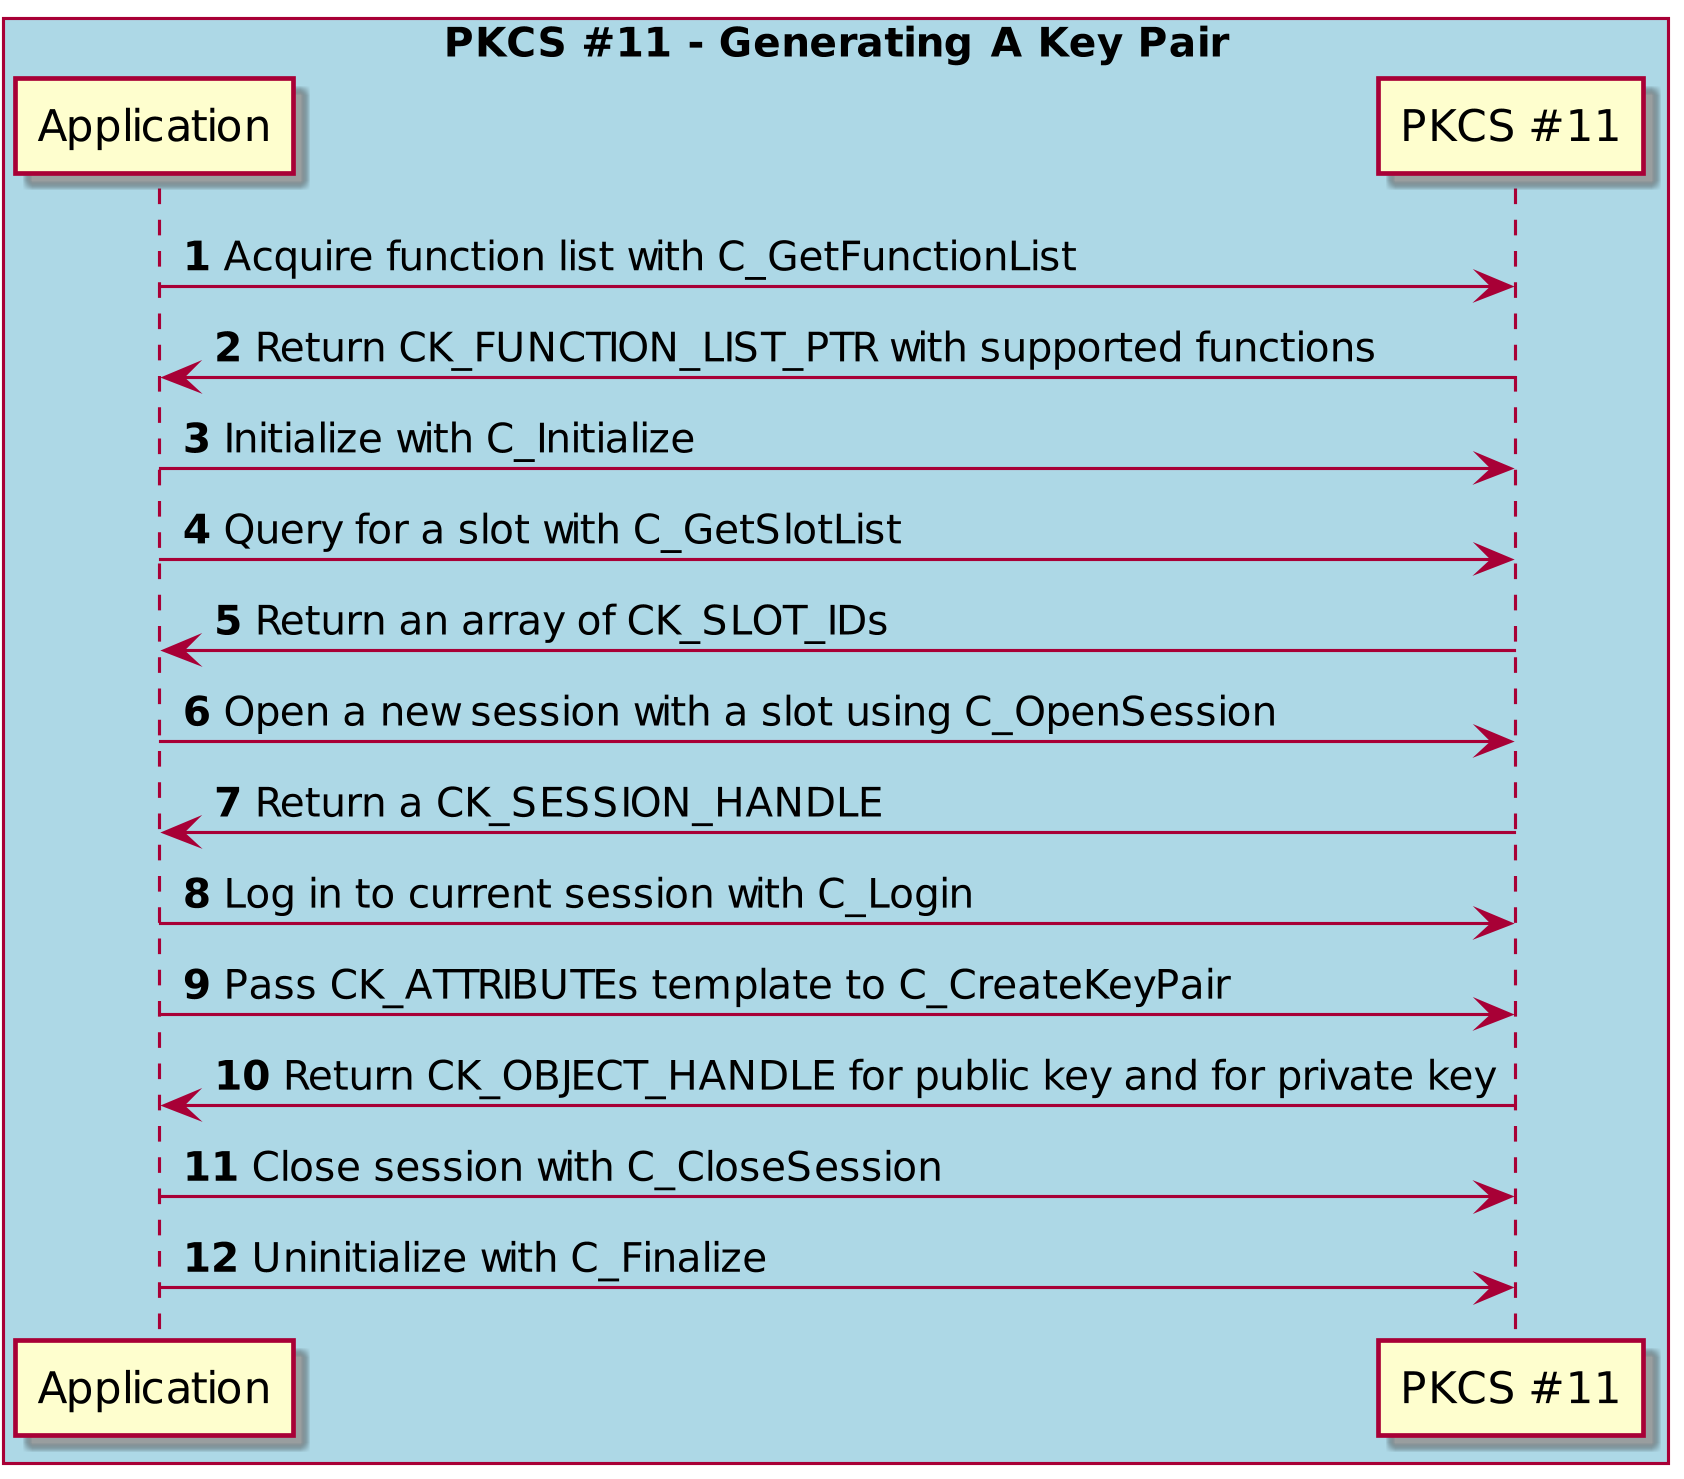 PKCS #11 - Generating A Key Pair
Application
PKCS #11
1 Acquire function list with C_GetFunctionList
2 Return CK_FUNCTION_LIST_PTR with supported functions
3 Initialize with C_Initialize
4 Query for a slot with C_GetSlotList
5 Return an array of CK_SLOT_IDs
6 Open a new session with a slot using C_OpenSession
7 Return a CK_SESSION_HANDLE
8 Log in to current session with C_Login
9 Pass CK_ATTRIBUTEs template to C_CreateKeyPair
10 Return CK_OBJECT_HANDLE for public key and for private key
11 Close session with C_CloseSession
12 Uninitialize with C_Finalize
Application
PKCS #11